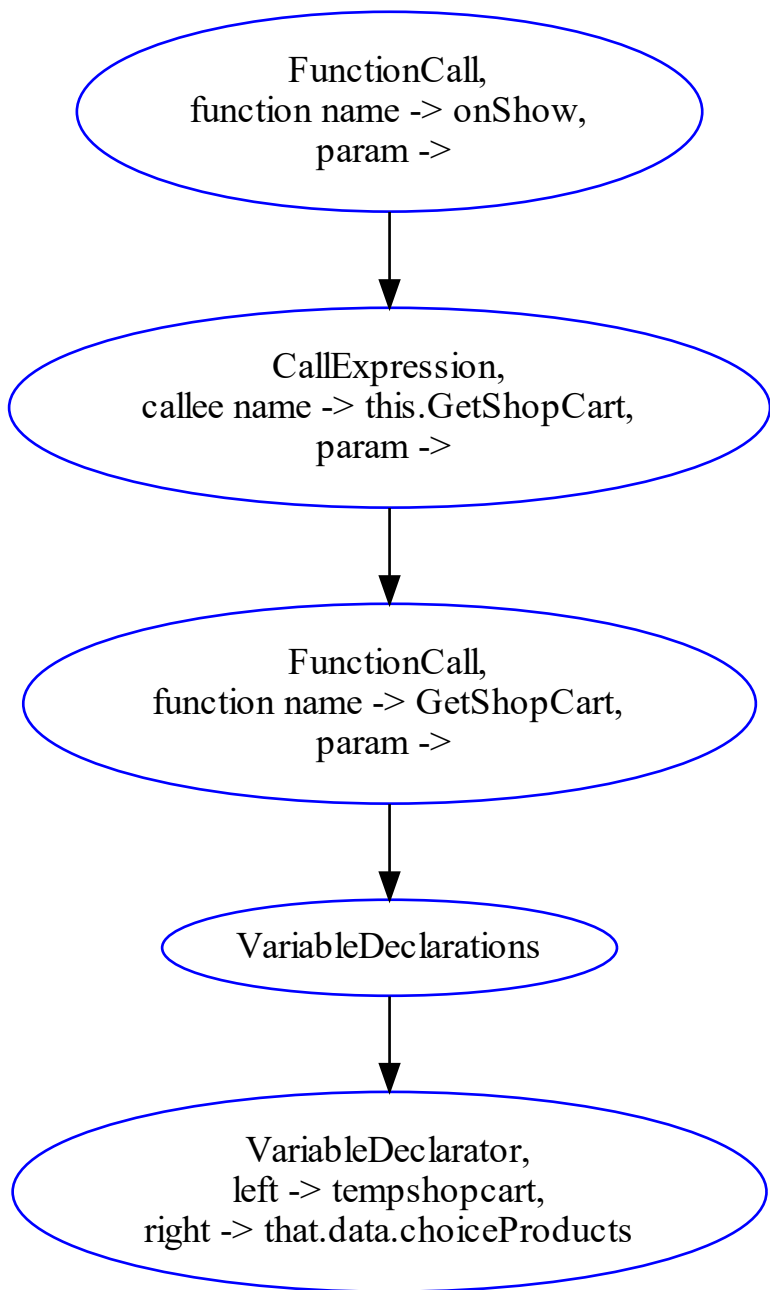 FunctionCall,
function name -> onShow,
param ->
CallExpression,
callee name -> this.GetShopCart,
param ->
FunctionCall,
function name -> GetShopCart,
param ->
VariableDeclarations
VariableDeclarator,
left -> tempshopcart,
right -> that.data.choiceProducts